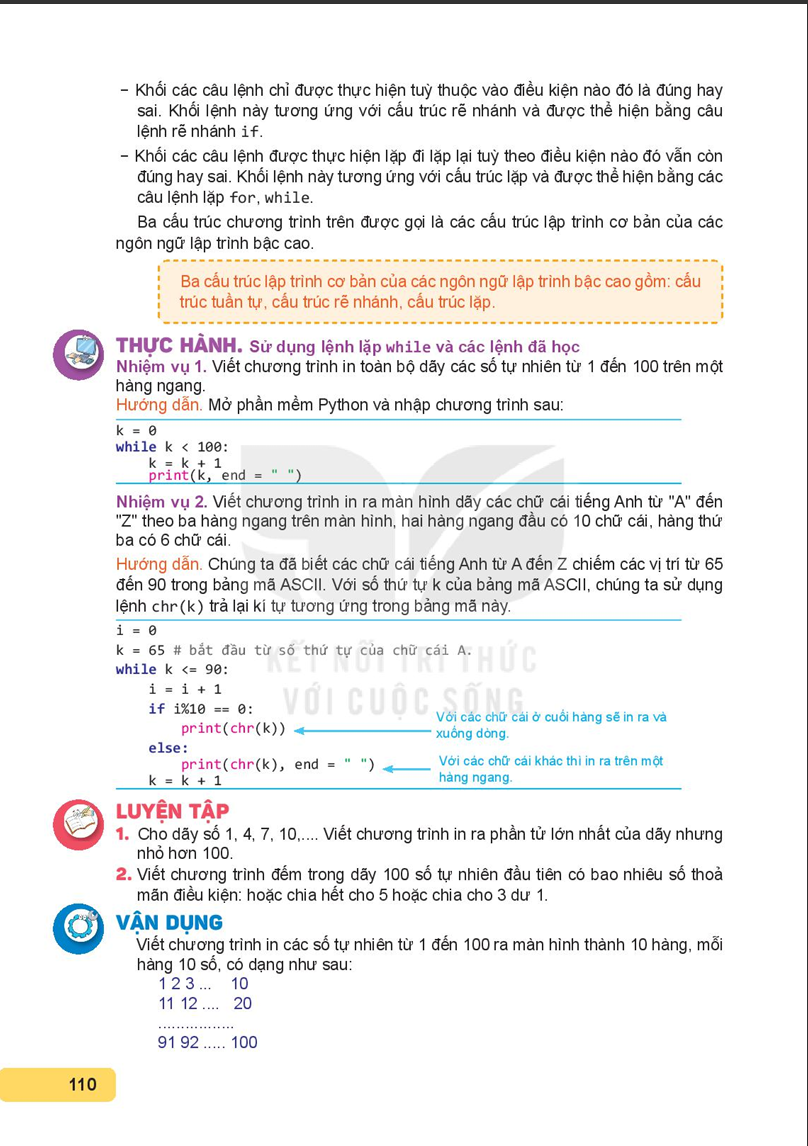 – Khối các câu lệnh chỉ được thực hiện tuỳ thuộc vào điều kiện nào đó là đúng hay
sai. Khối lệnh này tương ứng với cấu trúc rẽ nhánh và được thể hiện bằng câu
lệnh rẽ nhánh if.
– Khối các câu lệnh được thực hiện lặp đi lặp lại tuỳ theo điều kiện nào đó vẫn còn
đúng hay sai. Khối lệnh này tương ứng với cấu trúc lặp và được thể hiện bằng các
câu lệnh lặp for, while.
Ba cấu trúc chương trình trên được gọi là các cấu trúc lập trình cơ bản của các
ngôn ngữ lập trình bậc cao.
Ba cấu trúc lập trình cơ bản của các ngôn ngữ lập trình bậc cao gồm: cấu
trúc tuần tự, cấu trúc rẽ nhánh, cấu trúc lặp.
THỰC HÀNH. Sử dụng lệnh lặp while và các lệnh đã học
Nhiệm vụ 1. Viết chương trình in toàn bộ dãy các số tự nhiên từ 1 đến 100 trên một
hàng ngang.
Hướng dẫn. Mở phần mềm Python và nhập chương trình sau:
k = 0
while k < 100:
    k = k + 1
    print(k, end = " ")
Nhiệm vụ 2. Viết chương trình in ra màn hình dãy các chữ cái tiếng Anh từ "A" đến
"Z" theo ba hàng ngang trên màn hình, hai hàng ngang đầu có 10 chữ cái, hàng thứ
ba có 6 chữ cái.
Hướng dẫn. Chúng ta đã biết các chữ cái tiếng Anh từ A đến Z chiếm các vị trí từ 65
đến 90 trong bảng mã ASCII. Với số thứ tự k của bảng mã ASCII, chúng ta sử dụng
lệnh chr(k) trả lại kí tự tương ứng trong bảng mã này.
i = 0
k = 65 # bắt đầu từ số thứ tự của chữ cái A.
while k <= 90:
    i = i + 1
    if i%10 == 0:
        print(chr(k))
Với các chữ cái ở cuối hàng sẽ in ra và
xuống dòng.
    else:
        print(chr(k), end = " ")
Với các chữ cái khác thì in ra trên một
hàng ngang.
    k = k + 1
KẾT NỐI TRI THỨC
VỚI CUỘC SỐNG
LUYỆN TẬP
1. Cho dãy số 1, 4, 7, 10,.... Viết chương trình in ra phần tử lớn nhất của dãy nhưng
nhỏ hơn 100.
2. Viết chương trình đếm trong dãy 100 số tự nhiên đầu tiên có bao nhiêu số thoả
mãn điều kiện: hoặc chia hết cho 5 hoặc chia cho 3 dư 1.
VẬN DỤNG
Viết chương trình in các số tự nhiên từ 1 đến 100 ra màn hình thành 10 hàng, mỗi
hàng 10 số, có dạng như sau:
1 2 3 ... 10
11 12 .... 20
.................
91 92 ..... 100
110